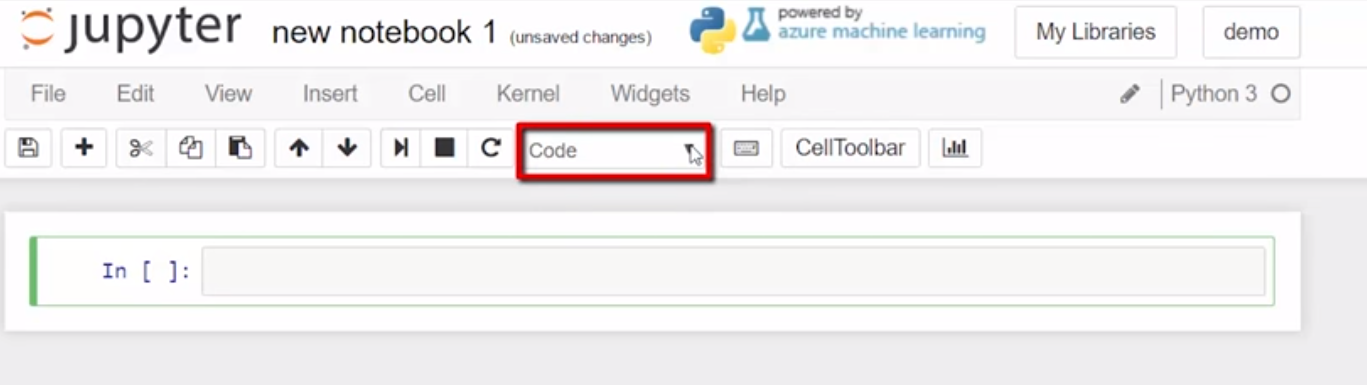 jupyter new notebook 1 (unsaved changes) powered by azure machine learning My Libraries demo
File Edit View Insert Cell Kernel Widgets Help Python 3
Code CellToolbar
In [ ]: